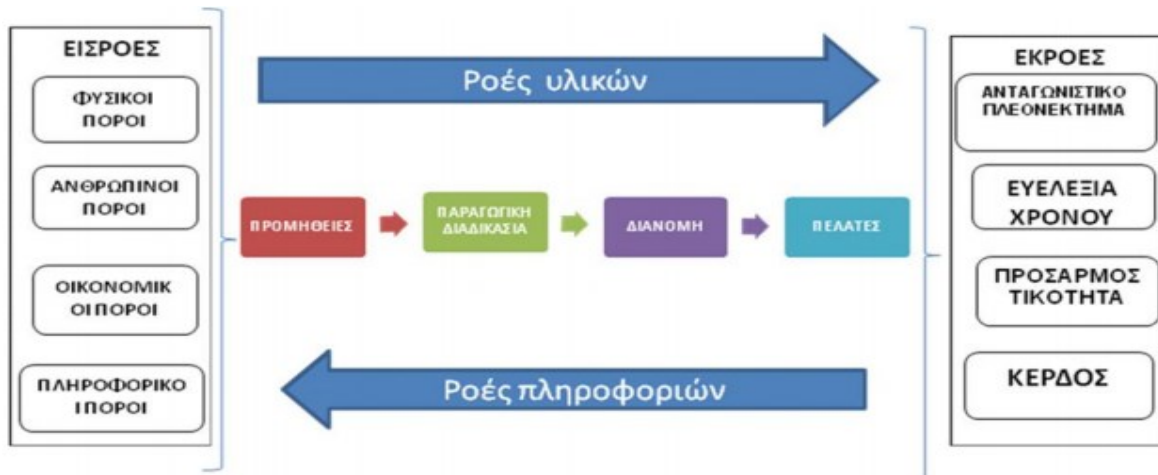 ΕΙΣΡΟΕΣ
ΦΥΣΙΚΟΙ
ΠΟΡΟΙ
ΑΝΘΡΩΠΙΝΟΙ
ΠΟΡΟΙ
ΟΙΚΟΝΟΜΙΚ
ΟΙ ΠΟΡΟΙ
ΠΛΗΡΟΦΟΡΙΚΟ
Ι ΠΟΡΟΙ
Ροές υλικών
ΠΡΟΜΗΘΕΙΕΣ
ΠΑΡΑΓΩΓΙΚΗ
ΔΙΑΔΙΚΑΣΙΑ
ΔΙΑΝΟΜΗ
ΠΕΛΑΤΕΣ
Ροές πληροφοριών
ΕΚΡΟΕΣ
ΑΝΤΑΓΩΝΙΣΤΙΚΟ
ΠΛΕΟΝΕΚΤΗΜΑ
ΕΥΕΛΕΞΙΑ
ΧΡΟΝΟΥ
ΠΡΟΣΑΡΜΟΣ
ΤΙΚΟΤΗΤΑ
ΚΕΡΔΟΣ